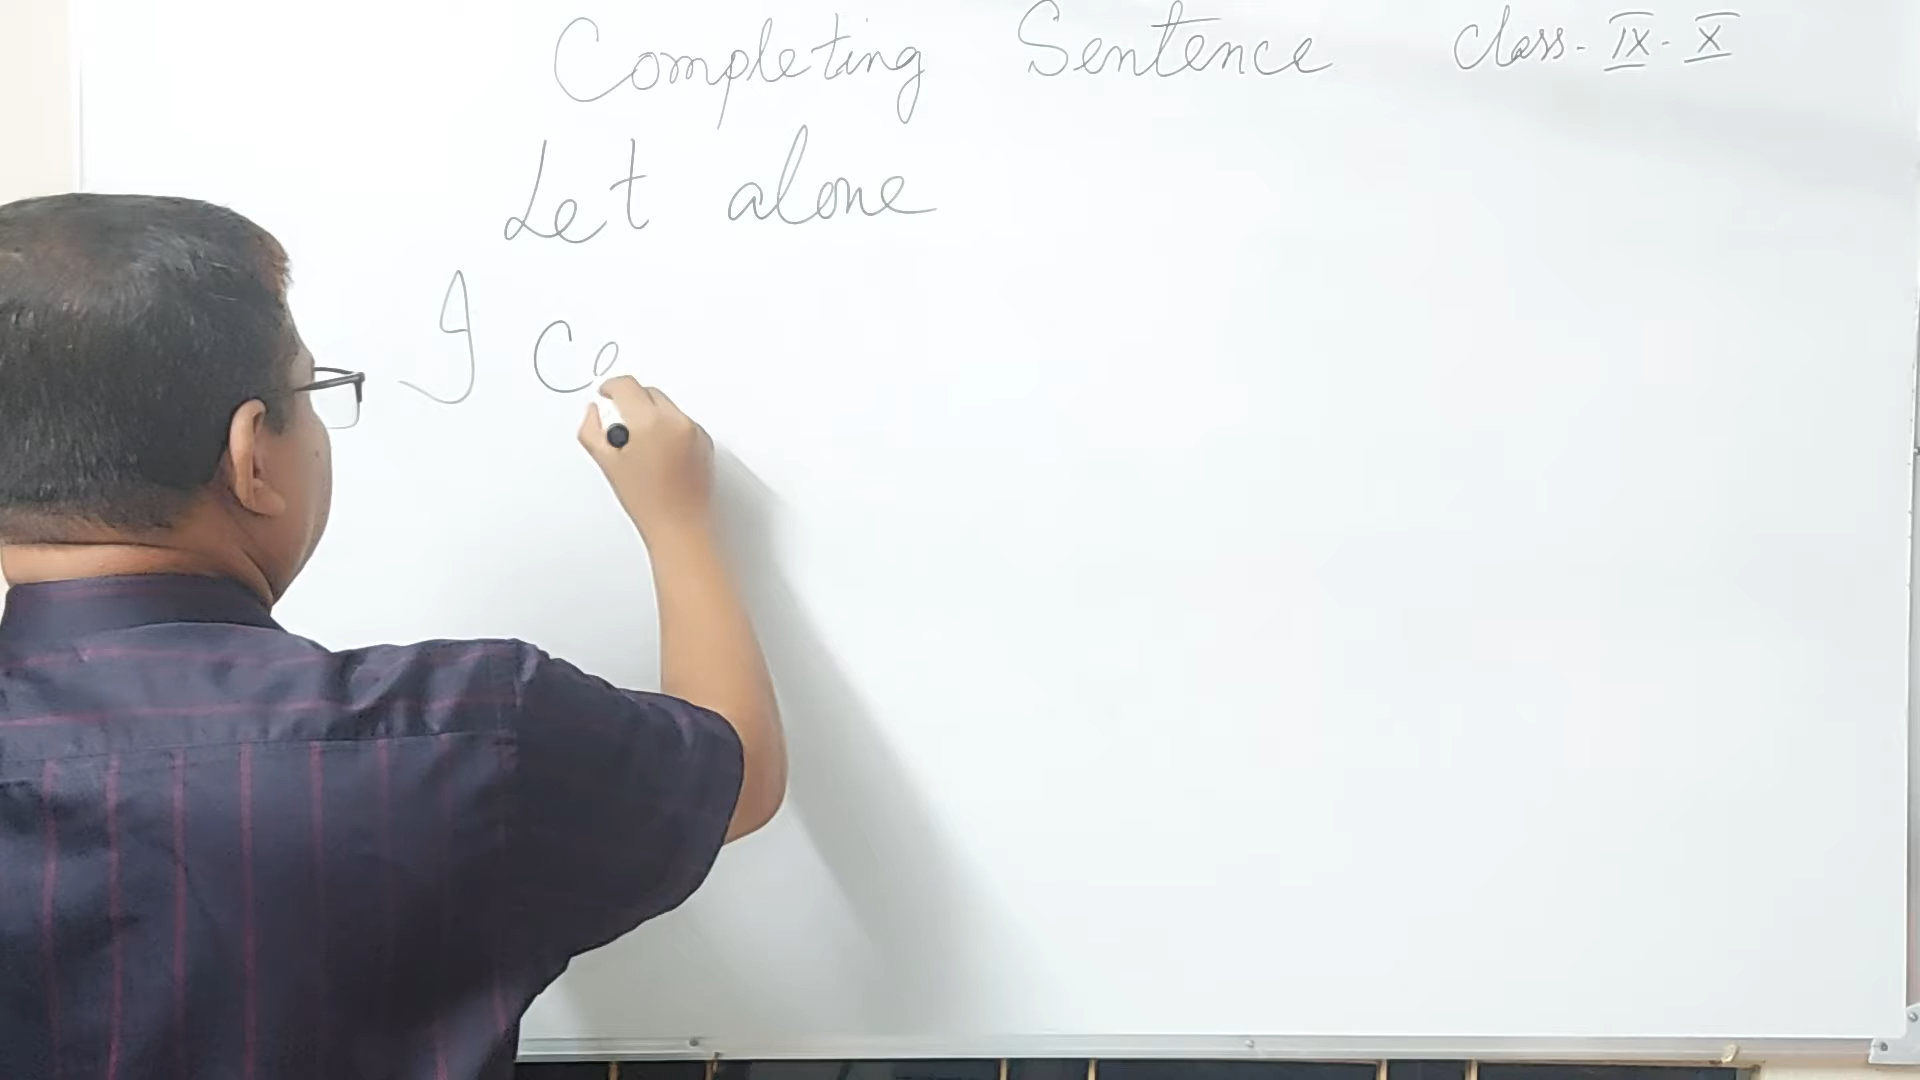 Completing Sentence Class - IX - X
Let alone
I